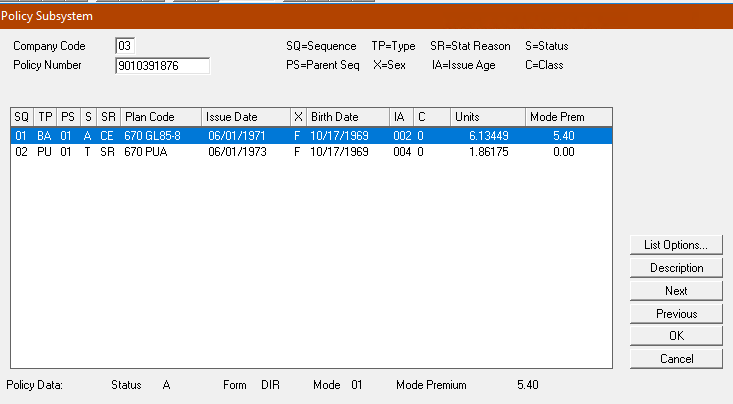 Policy Subsystem
Company Code 03 SQ=Sequence TP=Type SR=Stat Reason S=Status
Policy Number 9010391876 PS=Parent Seq X=Sex IA=Issue Age C=Class
SQ TP PS S SR Plan Code Issue Date X Birth Date IA C Units Mode Prem
01 BA 01 A CE 670 GL85-8 06/01/1971 F 10/17/1969 002 0 6.13449 5.40
02 PU 01 T SR 670 PUA 06/01/1973 F 10/17/1969 004 0 1.86175 0.00
List Options...
Description
Next
Previous
OK
Cancel
Policy Data: Status A Form DIR Mode 01 Mode Premium 5.40